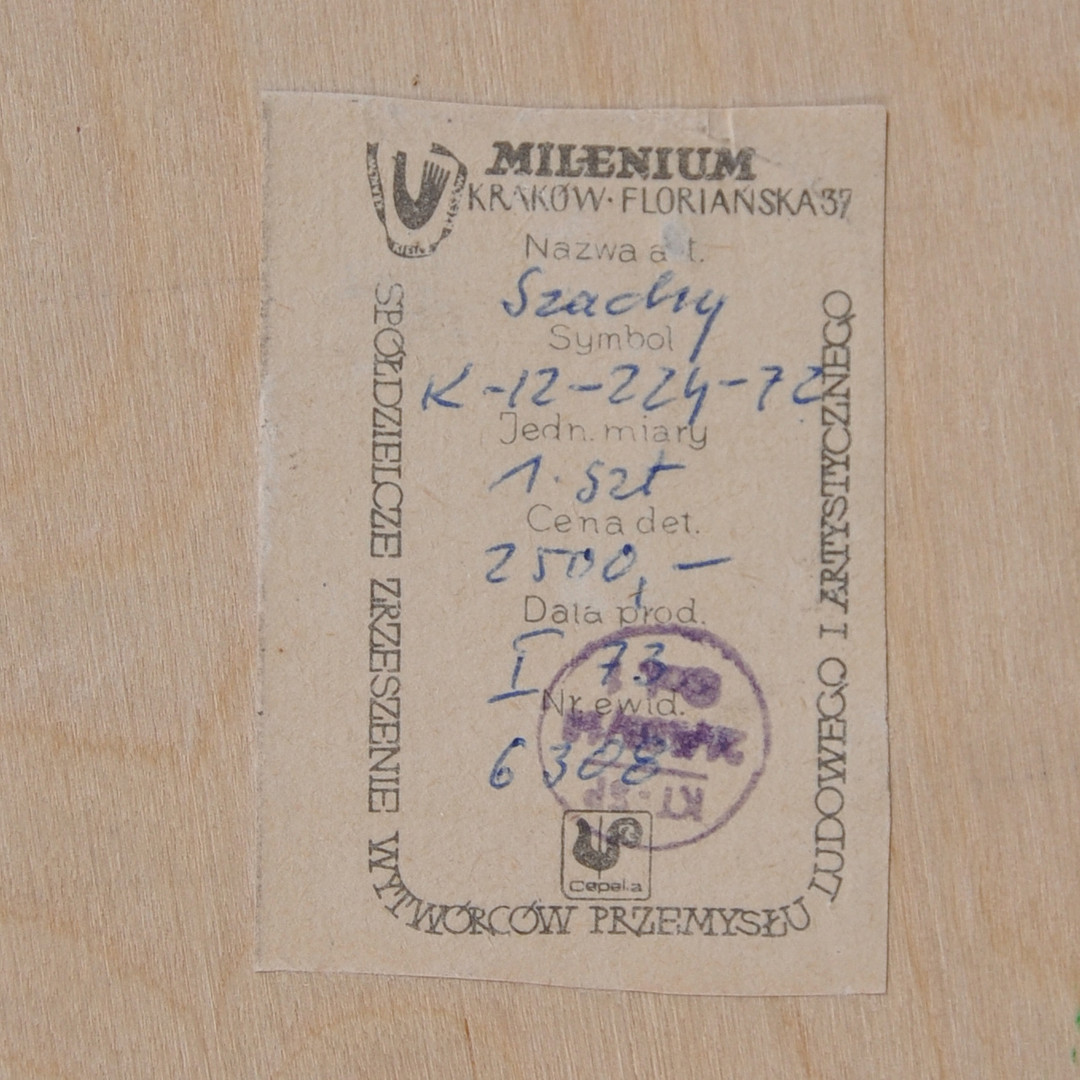 MILENIUM
KRAKÓW · FLORIAŃSKA 37
Nazwa a t.
Szachy
Symbol
K-12-224-72
Jedn. miary
1. szt
Cena det.
2500,—
Data prod.
I 73
Nr. ewid.
6308
KT-
Cepelia
SPÓŁDZIELCZE ZRZESZENIE WYTWÓRCÓW PRZEMYSŁU LUDOWEGO I ARTYSTYCZNEGO